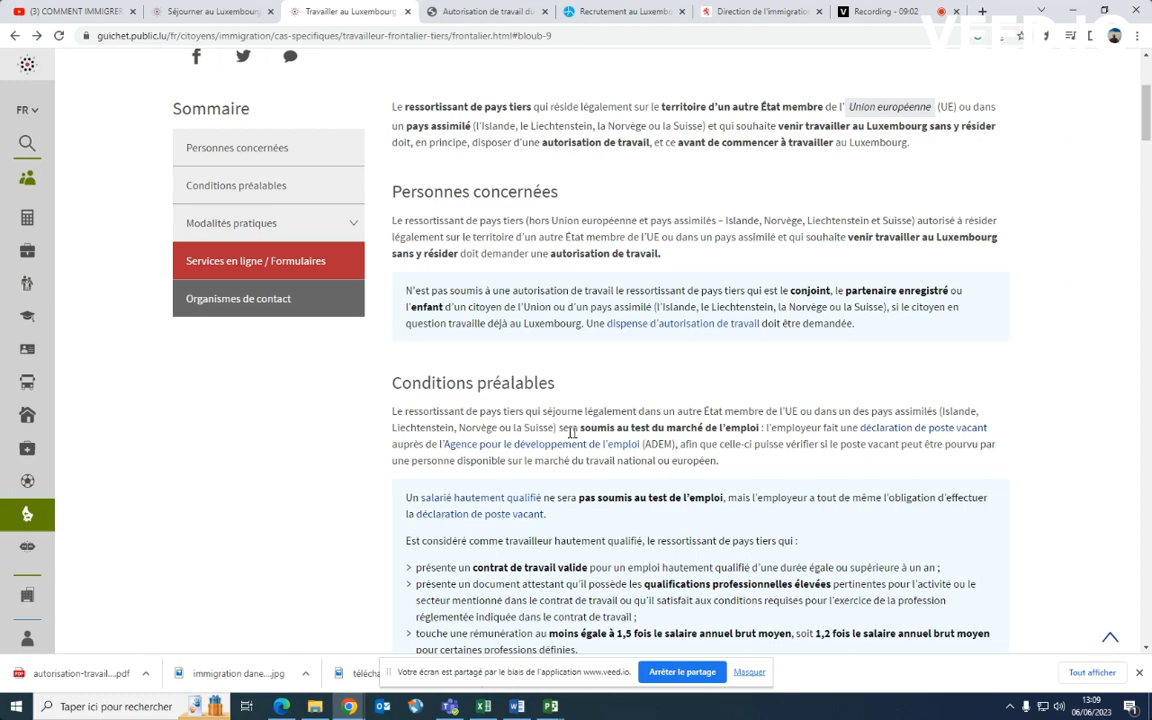 (3) COMMENT IMMIGRER
Séjourner au Luxembourg
Travailler au Luxembourg
Autorisation de travail du
Recrutement au Luxembo
Direction de l'immigration
Recording - 09:02
guichet.public.lu/fr/citoyens/immigration/cas-specifiques/travailleur-frontalier-tiers/frontalier.html#bloub-9
VEED.IO
FR
Sommaire
Personnes concernées
Conditions préalables
Modalités pratiques
Services en ligne / Formulaires
Organismes de contact
Le ressortissant de pays tiers qui réside légalement sur le territoire d'un autre État membre de l' Union européenne (UE) ou dans
un pays assimilé (l'Islande, le Liechtenstein, la Norvège ou la Suisse) et qui souhaite venir travailler au Luxembourg sans y résider
doit, en principe, disposer d'une autorisation de travail, et ce avant de commencer à travailler au Luxembourg.
Personnes concernées
Le ressortissant de pays tiers (hors Union européenne et pays assimilés – Islande, Norvège, Liechtenstein et Suisse) autorisé à résider
légalement sur le territoire d'un autre État membre de l'UE ou dans un pays assimilé et qui souhaite venir travailler au Luxembourg
sans y résider doit demander une autorisation de travail.
N'est pas soumis à une autorisation de travail le ressortissant de pays tiers qui est le conjoint, le partenaire enregistré ou
l'enfant d'un citoyen de l'Union ou d'un pays assimilé (l'Islande, le Liechtenstein, la Norvège ou la Suisse), si le citoyen en
question travaille déjà au Luxembourg. Une dispense d'autorisation de travail doit être demandée.
Conditions préalables
Le ressortissant de pays tiers qui séjourne légalement dans un autre État membre de l'UE ou dans un des pays assimilés (Islande,
Liechtenstein, Norvège ou la Suisse) sera soumis au test du marché de l'emploi : l'employeur fait une déclaration de poste vacant
auprès de l'Agence pour le développement de l'emploi (ADEM), afin que celle-ci puisse vérifier si le poste vacant peut être pourvu par
une personne disponible sur le marché du travail national ou européen.
Un salarié hautement qualifié ne sera pas soumis au test de l'emploi, mais l'employeur a tout de même l'obligation d'effectuer
la déclaration de poste vacant.
Est considéré comme travailleur hautement qualifié, le ressortissant de pays tiers qui :
> présente un contrat de travail valide pour un emploi hautement qualifié d'une durée égale ou supérieure à un an ;
> présente un document attestant qu'il possède les qualifications professionnelles élevées pertinentes pour l'activité ou le
secteur mentionné dans le contrat de travail ou qu'il satisfait aux conditions requises pour l'exercice de la profession
réglementée indiquée dans le contrat de travail ;
> touche une rémunération au moins égale à 1,5 fois le salaire annuel brut moyen, soit 1,2 fois le salaire annuel brut moyen
pour certaines professions définies.
autorisation-travail....pdf
immigration dane....jpg
télécha
Votre écran est partagé par le biais de l'application www.veed.io.
Arrêter le partage
Masquer
Tout afficher
Taper ici pour rechercher
13:09
06/06/2023